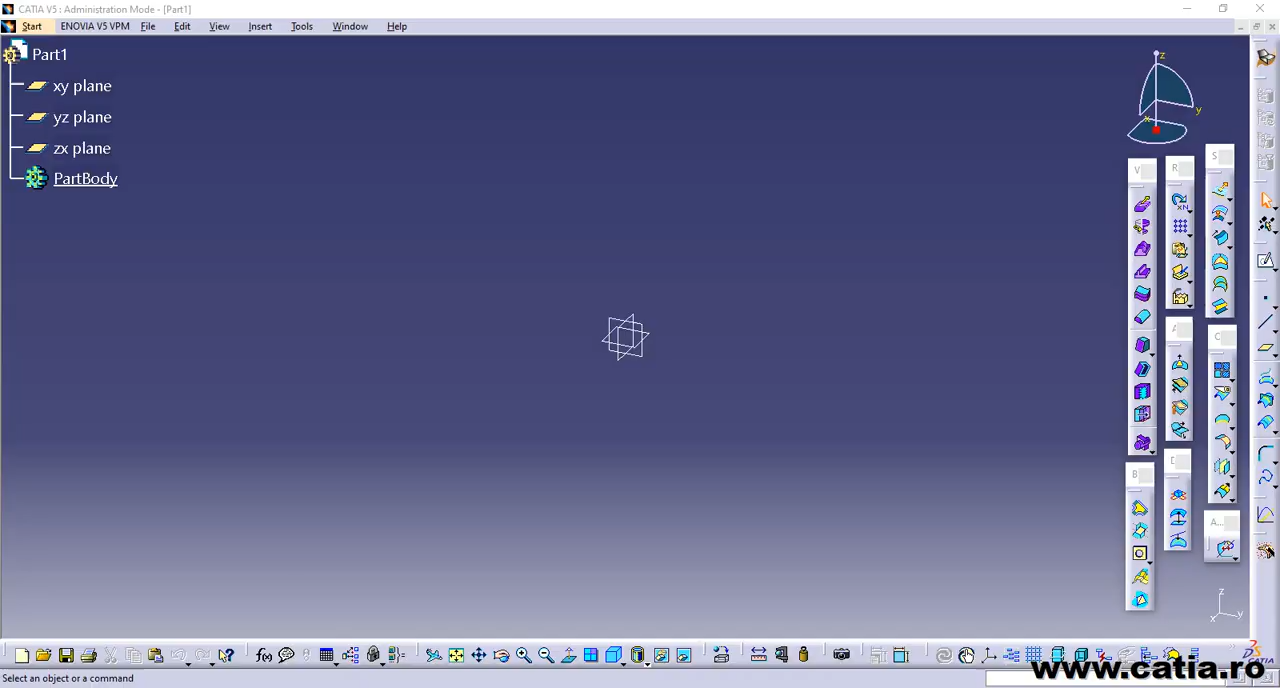 CATIA V5 : Administration Mode - [Part1]
Start ENOVIA V5 VPM File Edit View Insert Tools Window Help
Part1
xy plane
yz plane
zx plane
PartBody
z
y
x
V
R
S
A
C
B
D
A...
z
x
y
f(x)
CATIA
www.catia.ro
Select an object or a command